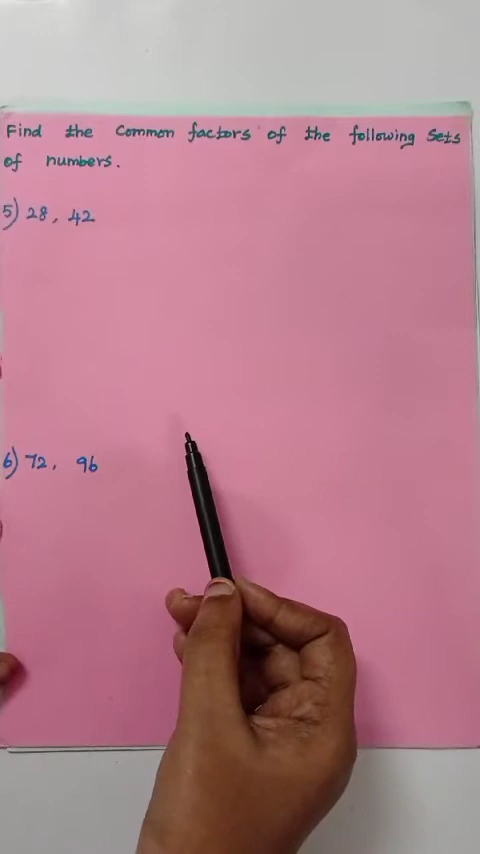 Find the Common factors of the following Sets
of numbers.
5) 28, 42
6) 72, 96